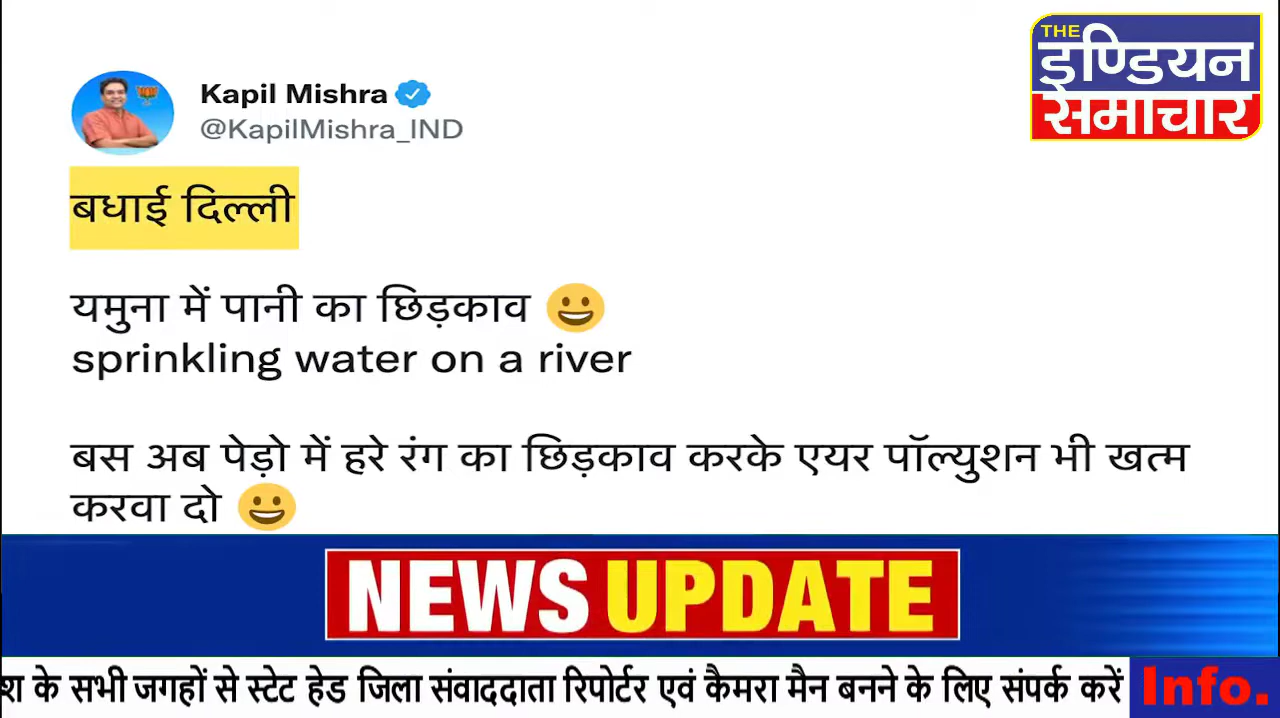 THE
इण्डियन
समाचार
Kapil Mishra
@KapilMishra_IND
बधाई दिल्ली
यमुना में पानी का छिड़काव 😀
sprinkling water on a river
बस अब पेड़ो में हरे रंग का छिड़काव करके एयर पॉल्युशन भी खत्म
करवा दो 😀
NEWS UPDATE
के सभी जगहों से स्टेट हेड जिला संवाददाता रिपोर्टर एवं कैमरा मैन बनने के लिए संपर्क करें Info.